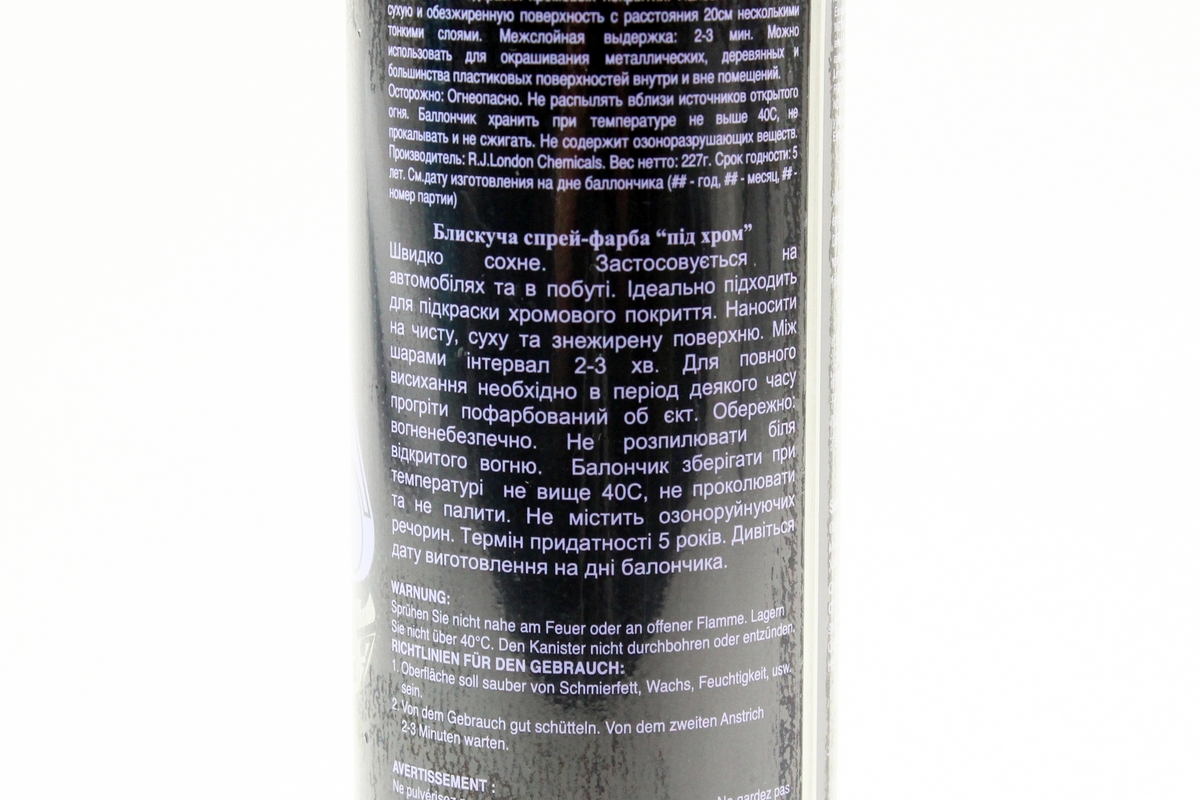 сухую и обезжиренную поверхность с расстояния 20см несколькими
тонкими слоями. Межслойная выдержка: 2-3 мин. Можно
использовать для окрашивания металлических, деревянных и
большинства пластиковых поверхностей внутри и вне помещений.
Осторожно: Огнеопасно. Не распылять вблизи источников открытого
огня. Баллончик хранить при температуре не выше 40С, не
прокалывать и не сжигать. Не содержит озоноразрушающих веществ.
Производитель: R.J.London Chemicals. Вес нетто: 227г. Срок годности: 5
лет. См.дату изготовления на дне баллончика (## - год, ## - месяц, ## -
номер партии)
Блискуча спрей-фарба “під хром”
Швидко сохне. Застосовується на
автомобілях та в побуті. Ідеально підходить
для підкраски хромового покриття. Наносити
на чисту, суху та знежирену поверхню. Між
шарами інтервал 2-3 хв. Для повного
висихання необхідно в період деякого часу
прогріти пофарбований об єкт. Обережно:
вогненебезпечно. Не розпилювати біля
відкритого вогню. Балончик зберігати при
температурі не вище 40С, не проколювати
та не палити. Не містить озоноруйнуючих
речорин. Термін придатності 5 років. Дивіться
дату виготовлення на дні балончика.
WARNUNG:
Sprühen Sie nicht nahe am Feuer oder an offener Flamme. Lagern
Sie nicht über 40°C. Den Kanister nicht durchbohren oder entzünden.
RICHTLINIEN FÜR DEN GEBRAUCH:
1. Oberfläche soll sauber von Schmierfett, Wachs, Feuchtigkeit, usw.
sein.
2. Von dem Gebrauch gut schütteln. Von dem zweiten Anstrich
2-3 Minuten warten.
AVERTISSEMENT :
Ne pulvérisez Ne gardez pas